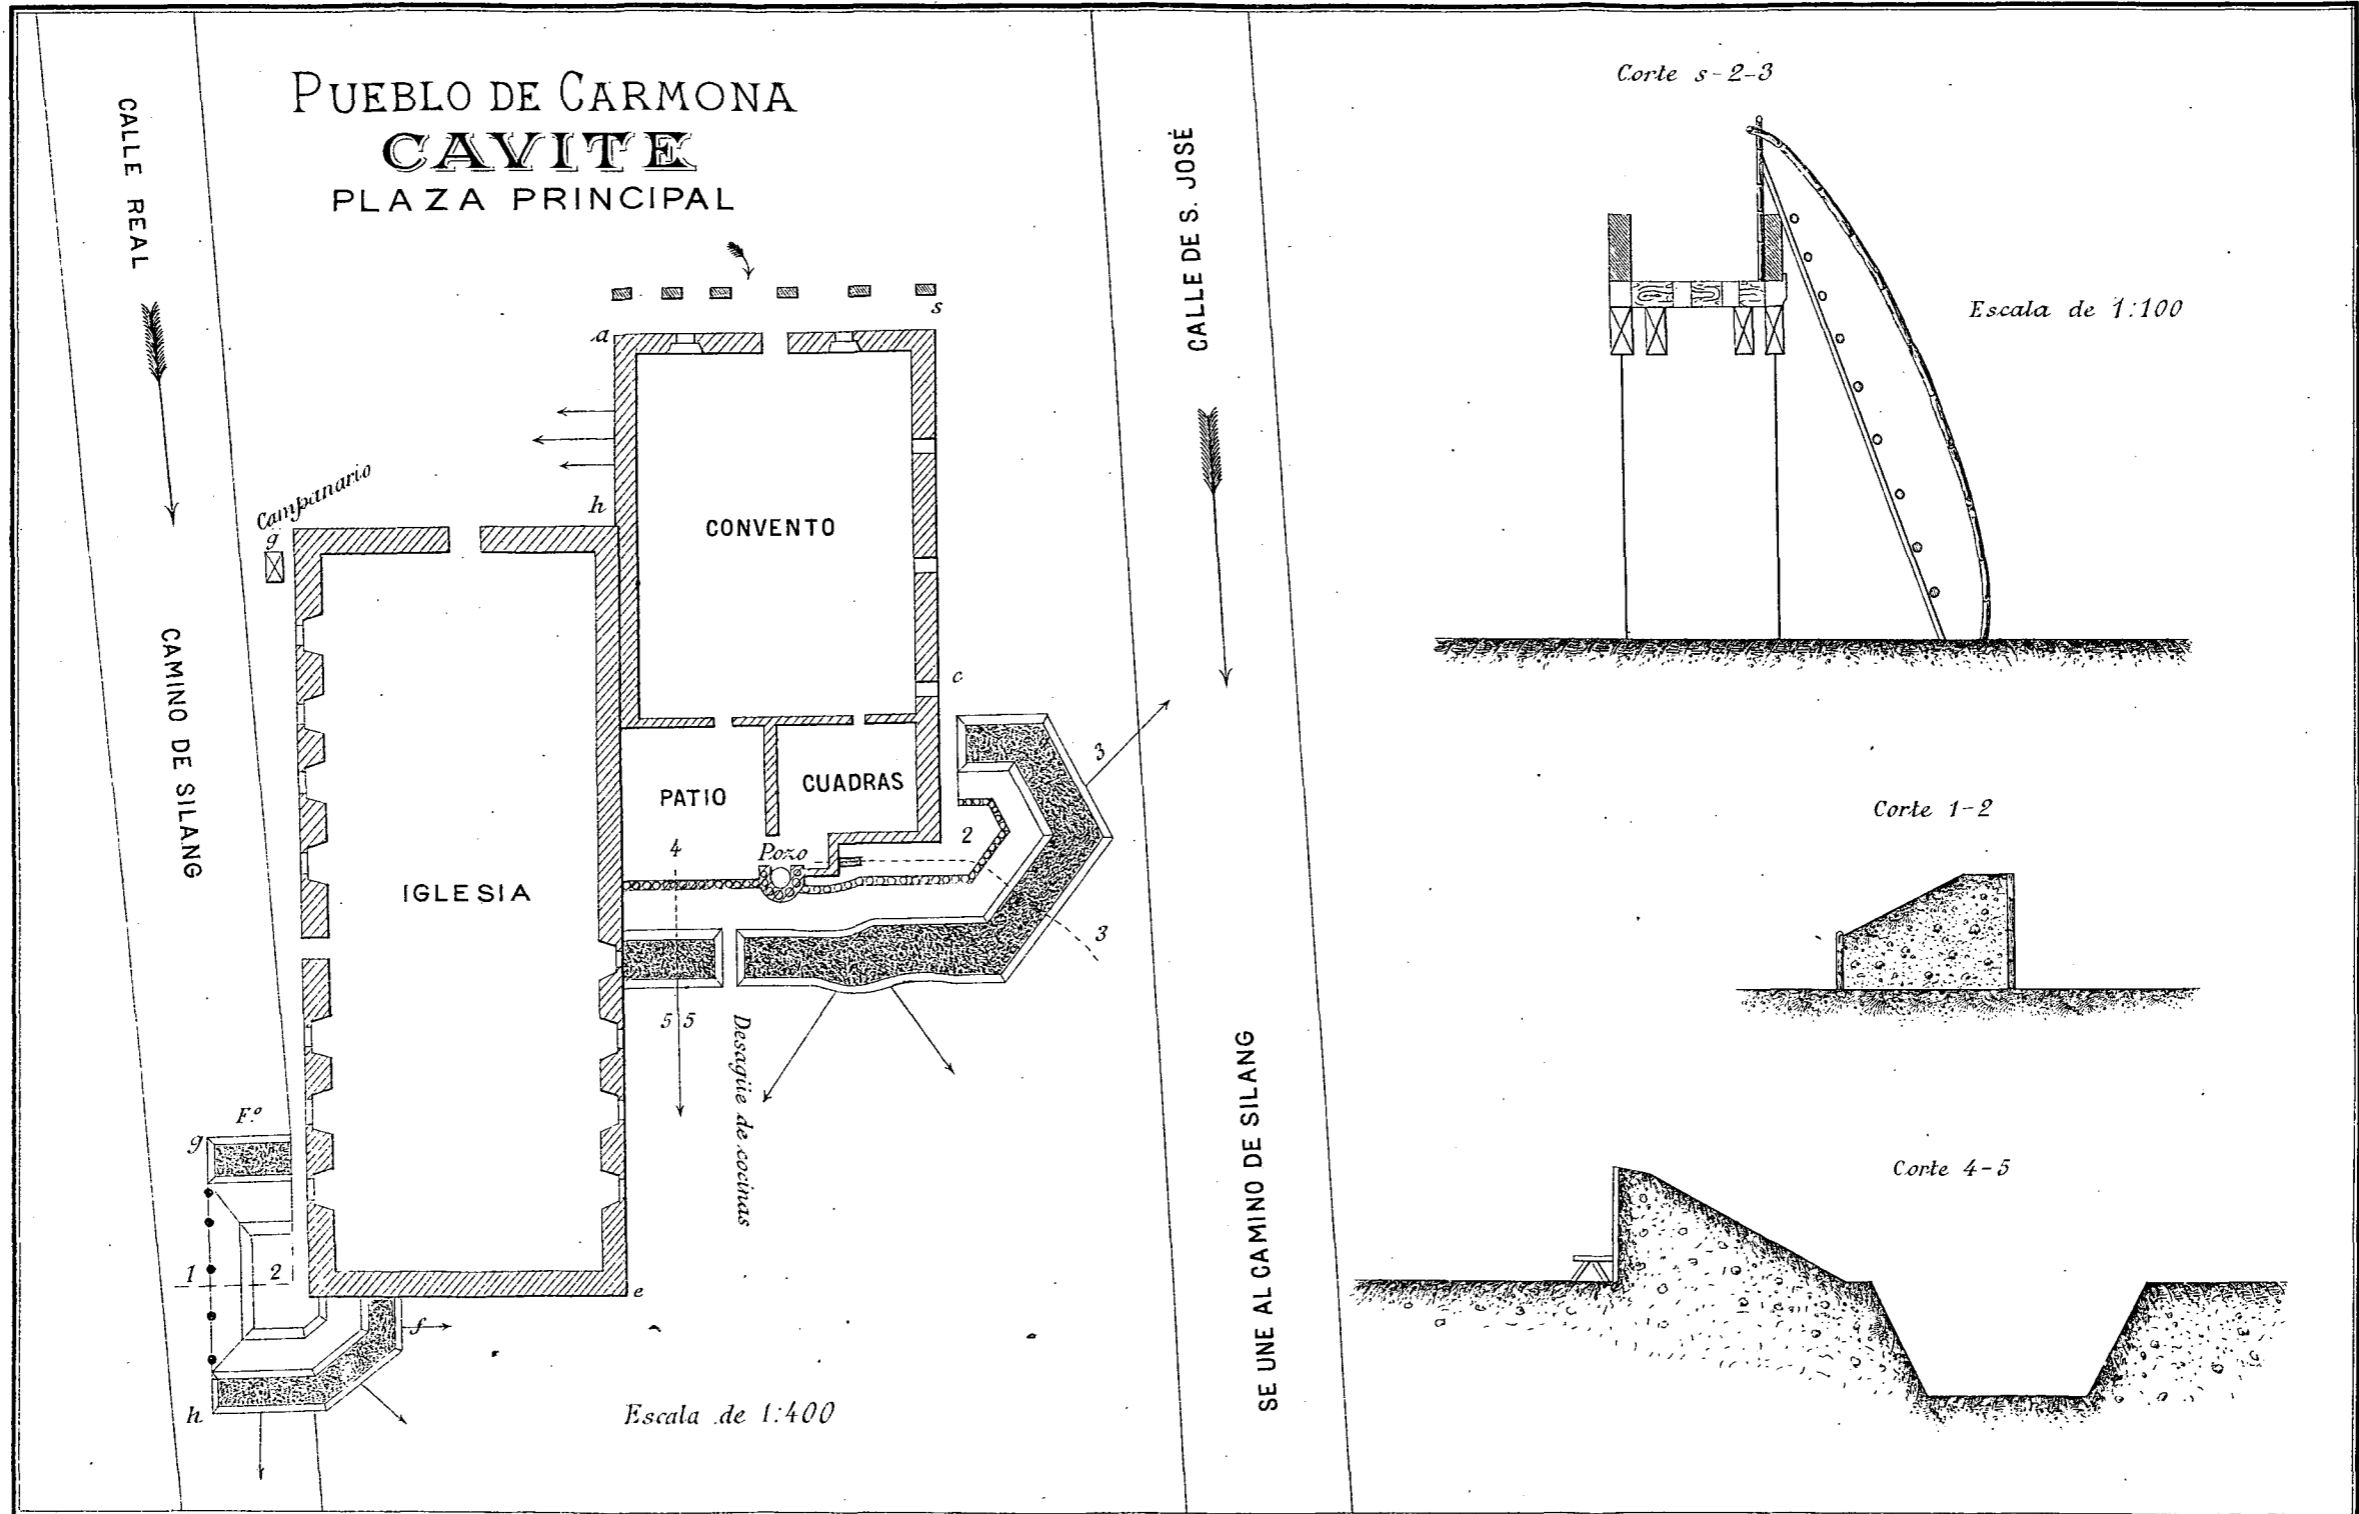 PUEBLO DE CARMONA
CAVITE
PLAZA PRINCIPAL
CALLE REAL
CAMINO DE SILANG
CALLE DE S. JOSÉ
SE UNE AL CAMINO DE SILANG
Campanario
g
a
s
h
CONVENTO
c
PATIO
CUADRAS
4
Pozo
2
3
3
IGLESIA
5 5
Desagüe de cocinas
F.º
g
1
2
h
e
f
Escala de 1:400
Corte s-2-3
Escala de 1:100
Corte 1-2
Corte 4-5